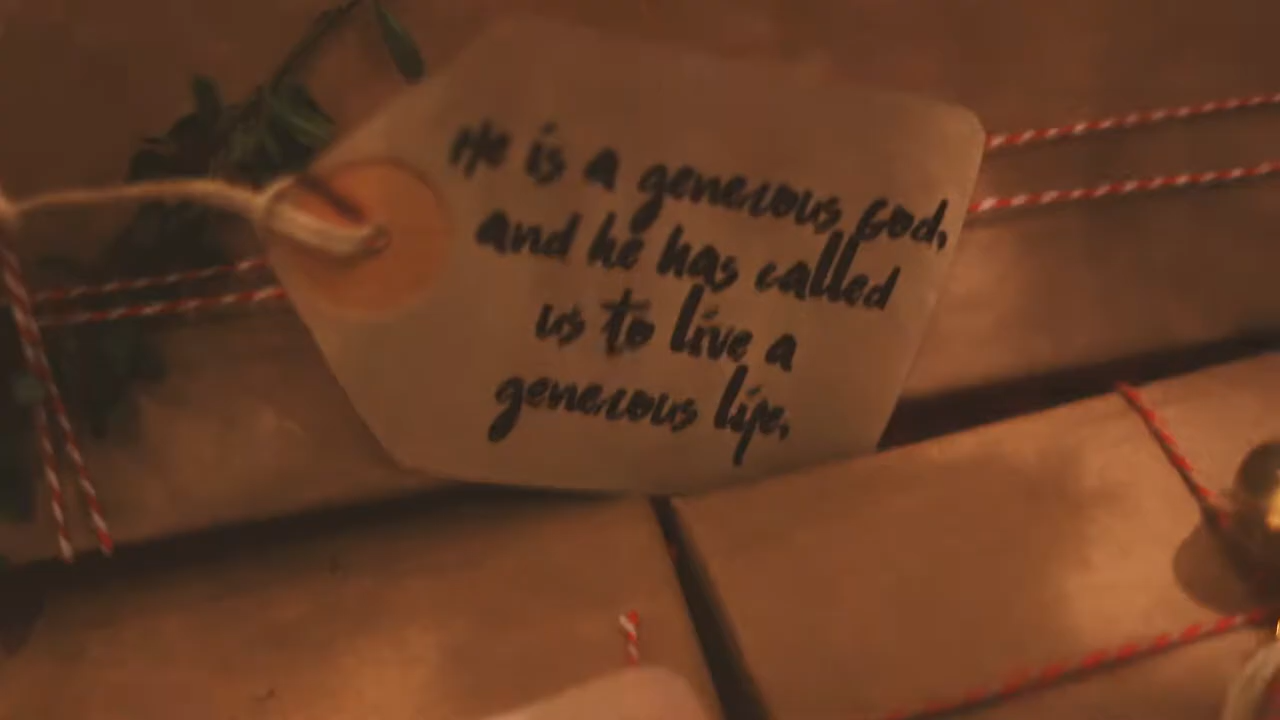 He is a generous God,
and he has called
us to live a
generous life.